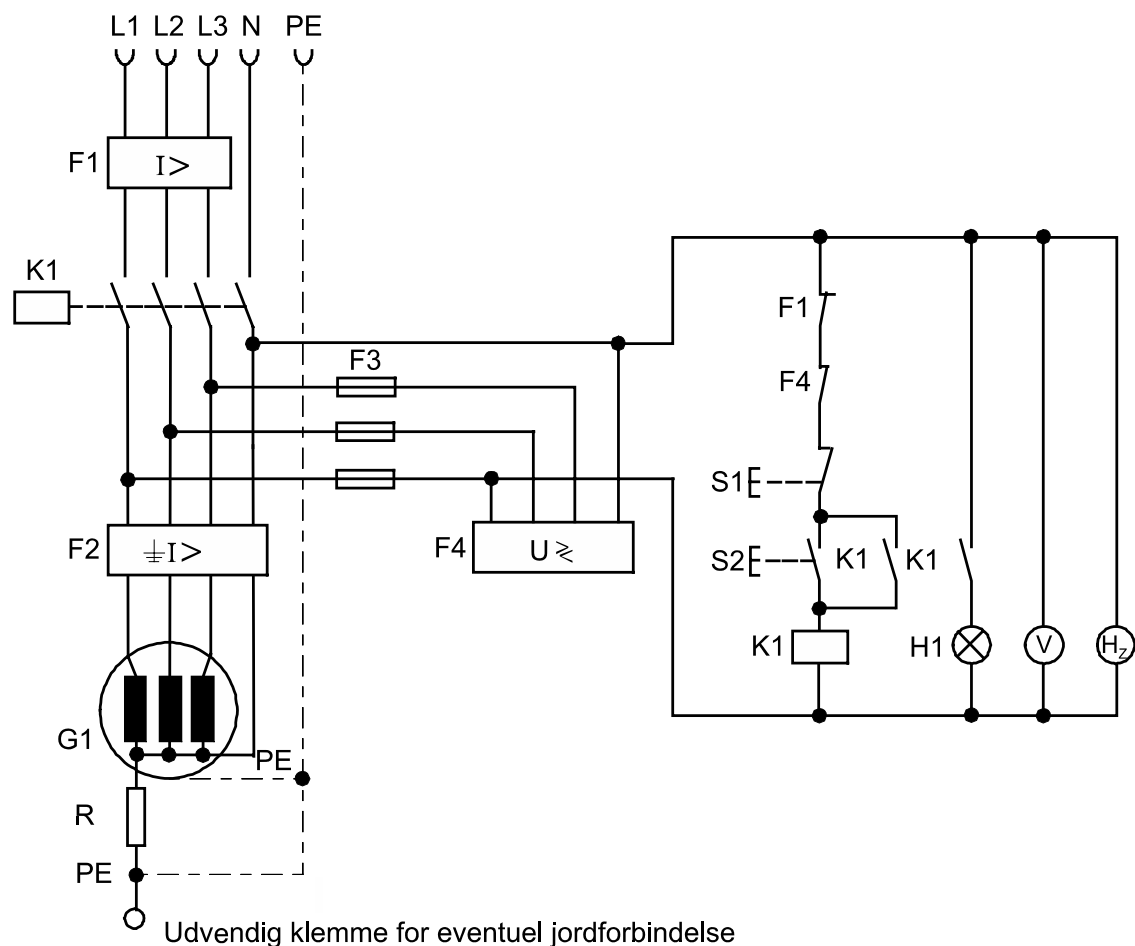 L1 L2 L3 N PE
F1 I>
K1
F1
F3
F4
S1
F2 ⏚I> F4 U ≷
S2 K1 K1
K1 H1 V Hz
G1 PE
R
PE
Udvendig klemme for eventuel jordforbindelse